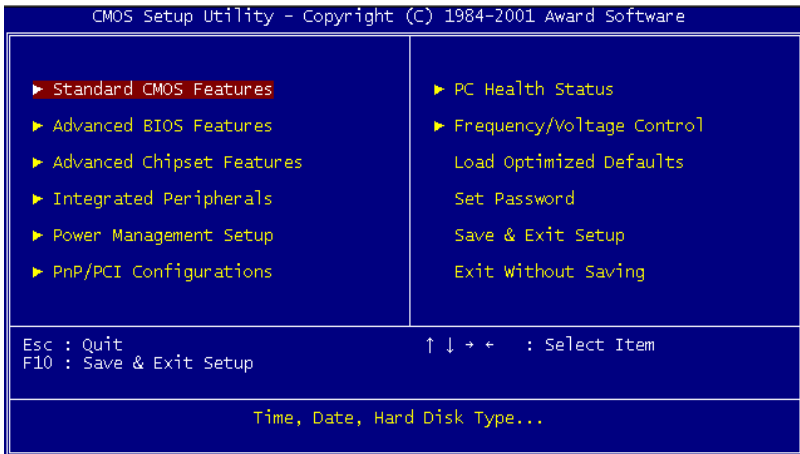 CMOS Setup Utility – Copyright (C) 1984–2001 Award Software
▶ Standard CMOS Features
▶ Advanced BIOS Features
▶ Advanced Chipset Features
▶ Integrated Peripherals
▶ Power Management Setup
▶ PnP/PCI Configurations
▶ PC Health Status
▶ Frequency/Voltage Control
Load Optimized Defaults
Set Password
Save & Exit Setup
Exit Without Saving
Esc : Quit
F10 : Save & Exit Setup
↑ ↓ → ← : Select Item
Time, Date, Hard Disk Type...